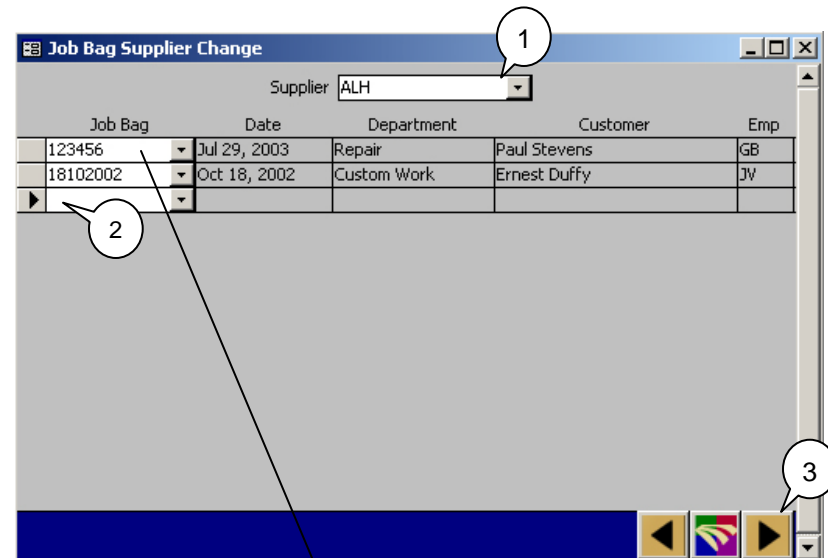 Job Bag Supplier Change
1
Supplier ALH
Job Bag Date Department Customer Emp
123456 Jul 29, 2003 Repair Paul Stevens GB
18102002 Oct 18, 2002 Custom Work Ernest Duffy JV
2
3